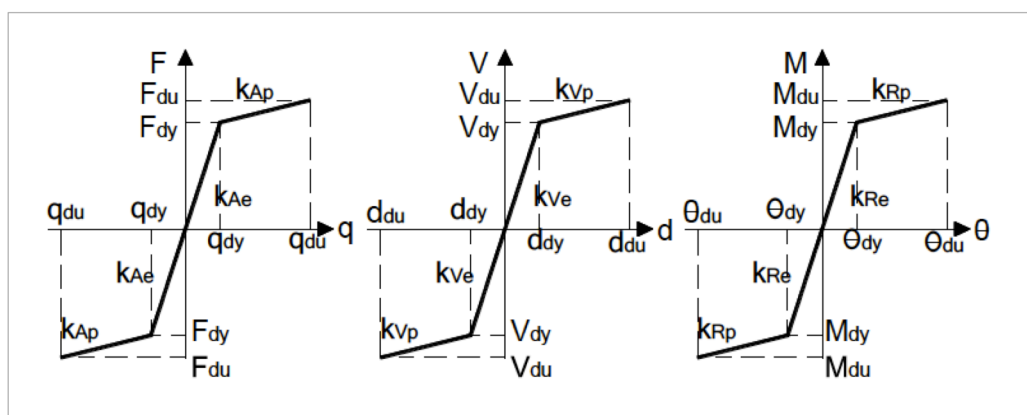 F
kAp
Fdu
Fdy
kAe
qdu
qdy
qdy
qdu
q
kAe
kAp
Fdy
Fdu
V
kVp
Vdu
Vdy
kVe
ddu
ddy
ddy
ddu
d
kVe
kVp
Vdy
Vdu
M
kRp
Mdu
Mdy
kRe
θdu
θdy
θdy
θdu
θ
kRe
kRp
Mdy
Mdu